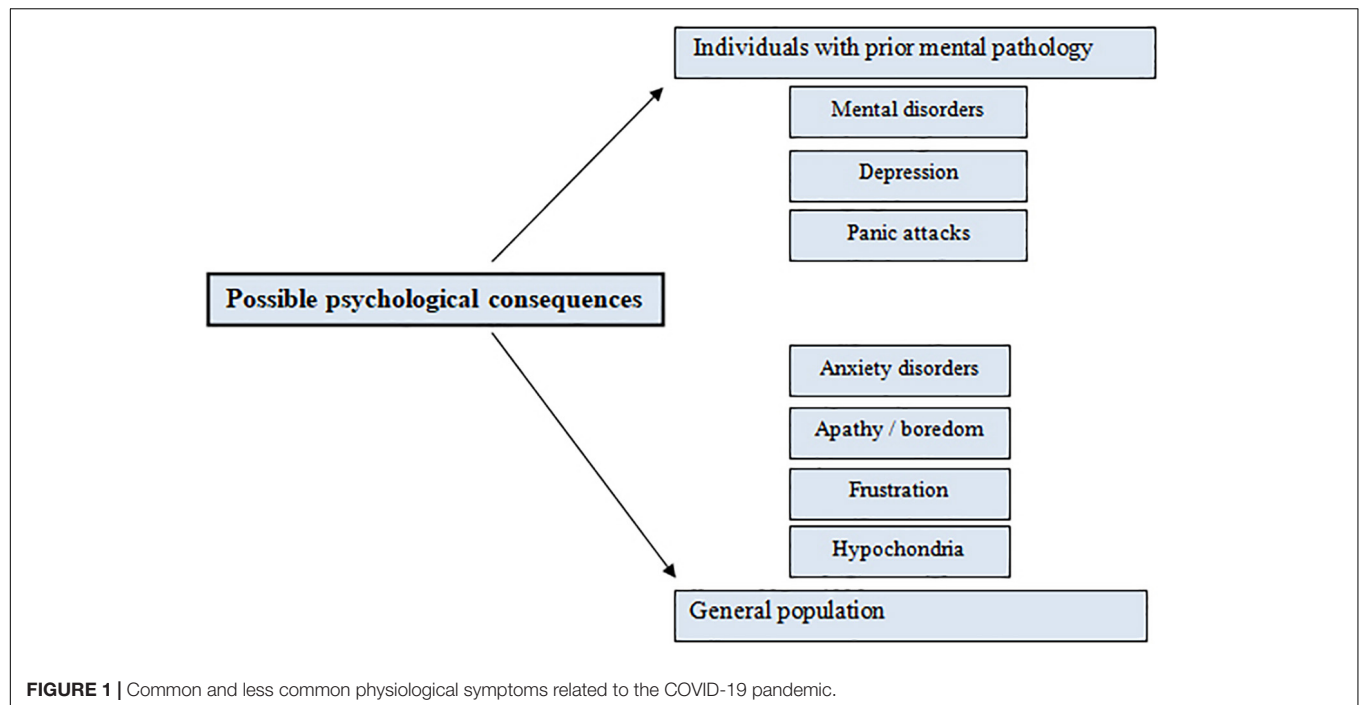 Individuals with prior mental pathology
Mental disorders
Depression
Panic attacks
Possible psychological consequences
Anxiety disorders
Apathy / boredom
Frustration
Hypochondria
General population
FIGURE 1 | Common and less common physiological symptoms related to the COVID-19 pandemic.